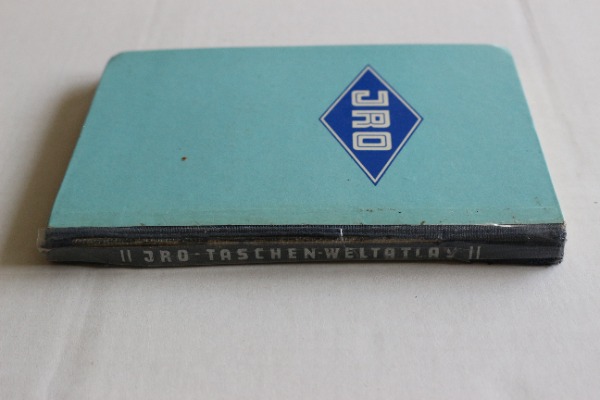 JRO
|| JRO-TASCHEN-WELTATLAS ||